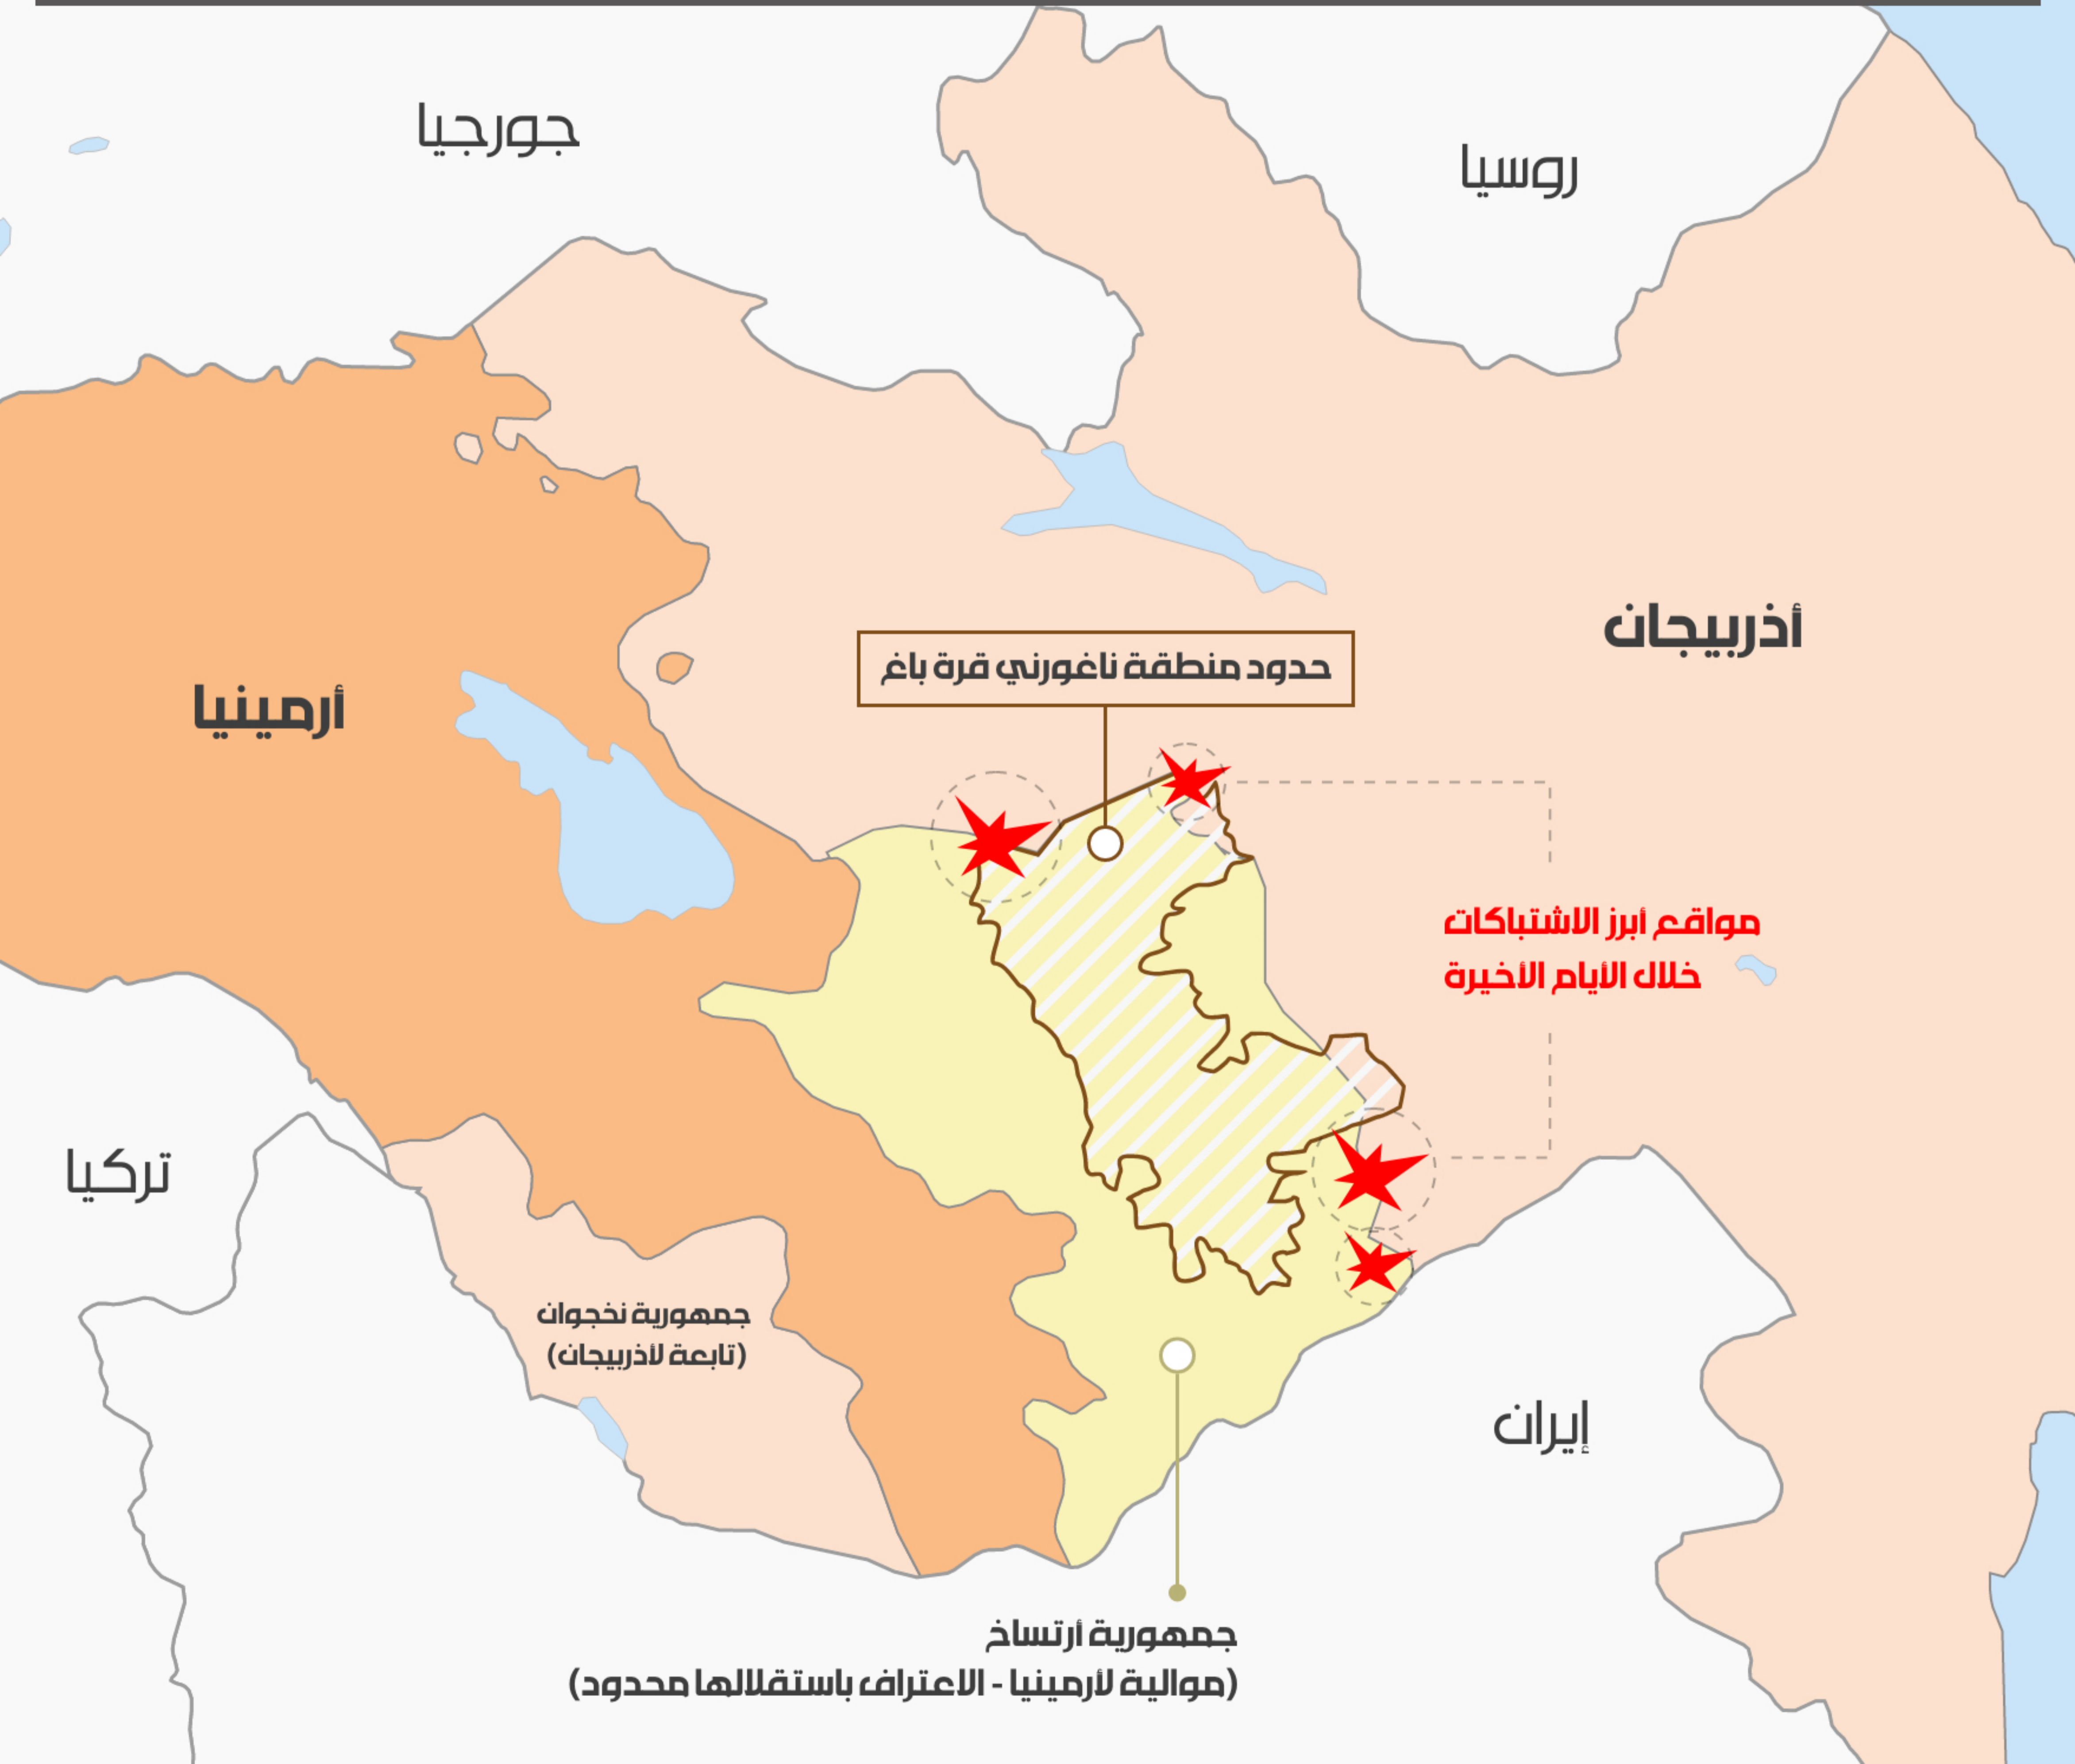 جورجيا
روسيا
أذربيجان
حدود منطقة ناغورني قرة باغ
أرمينيا
مواقع أبرز الاشتباكات
خلال الأيام الأخيرة
تركيا
جمهورية نخجوان
(تابعة لأذربيجان)
إيران
جمهورية أرتساخ
(موالية لأرمينيا - الاعتراف باستقلالها محدود)